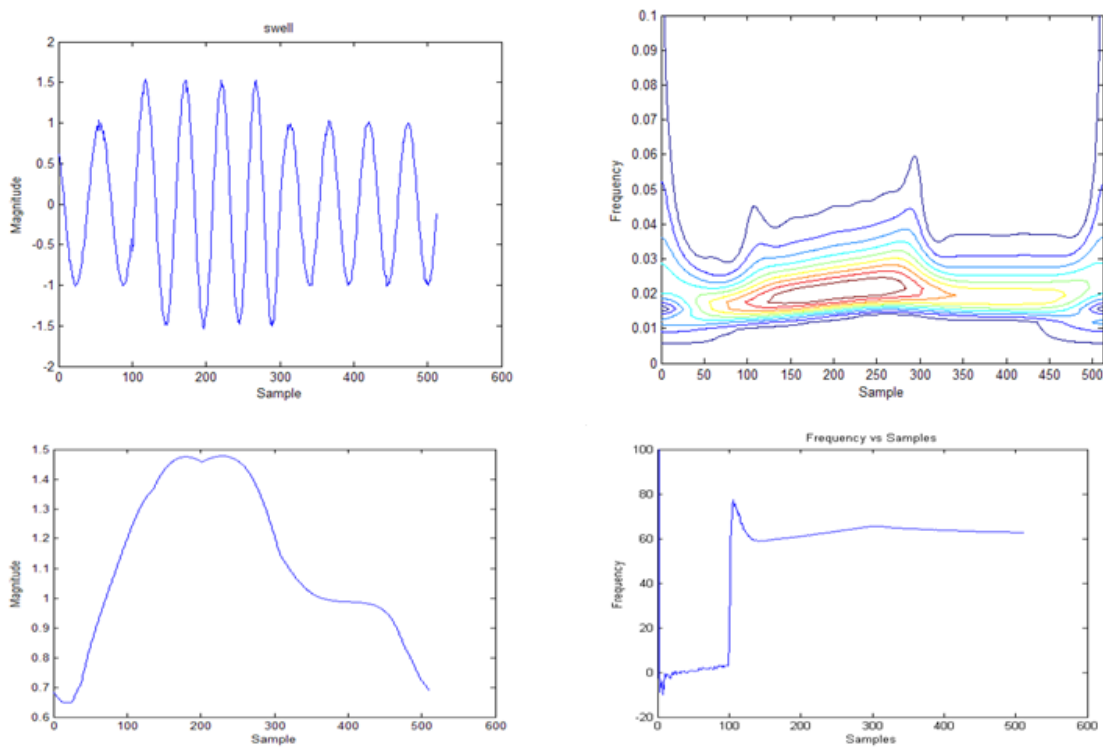 swell
2
1.5
1
0.5
0
-0.5
-1
-1.5
-2
Magnitude
0 100 200 300 400 500 600
Sample
0.1
0.09
0.08
0.07
0.06
0.05
0.04
0.03
0.02
0.01
0
Frequency
0 50 100 150 200 250 300 350 400 450 500
Sample
1.5
1.4
1.3
1.2
1.1
1
0.9
0.8
0.7
0.6
Magnitude
0 100 200 300 400 500 600
Sample
Frequency vs Samples
100
80
60
40
20
0
-20
Frequency
0 100 200 300 400 500 600
Samples